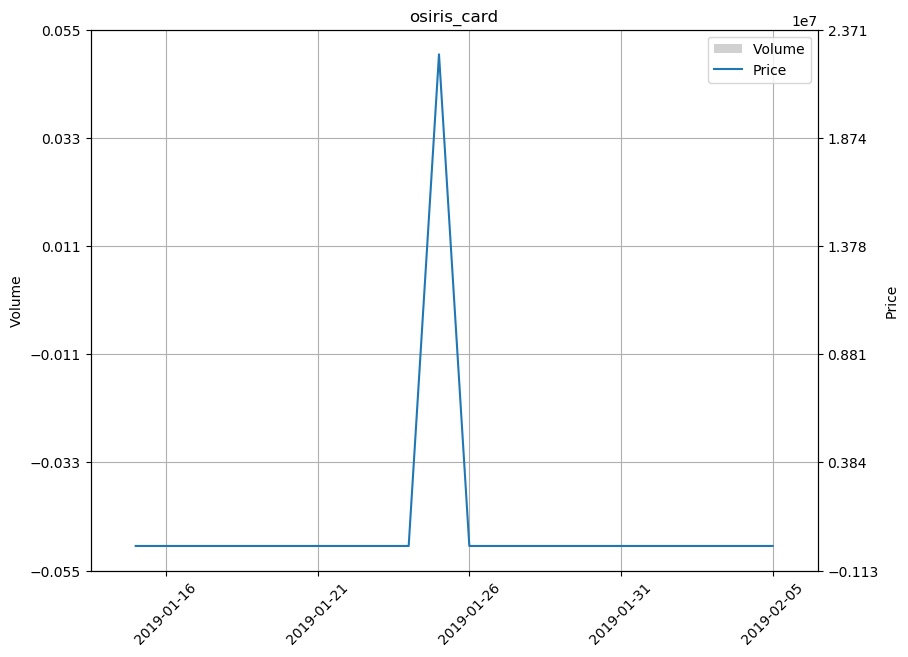 osiris_card
1e7
0.055
0.033
0.011
−0.011
−0.033
−0.055
Volume
2.371
1.874
1.378
0.881
0.384
−0.113
Price
Volume
Price
2019-01-16
2019-01-21
2019-01-26
2019-01-31
2019-02-05